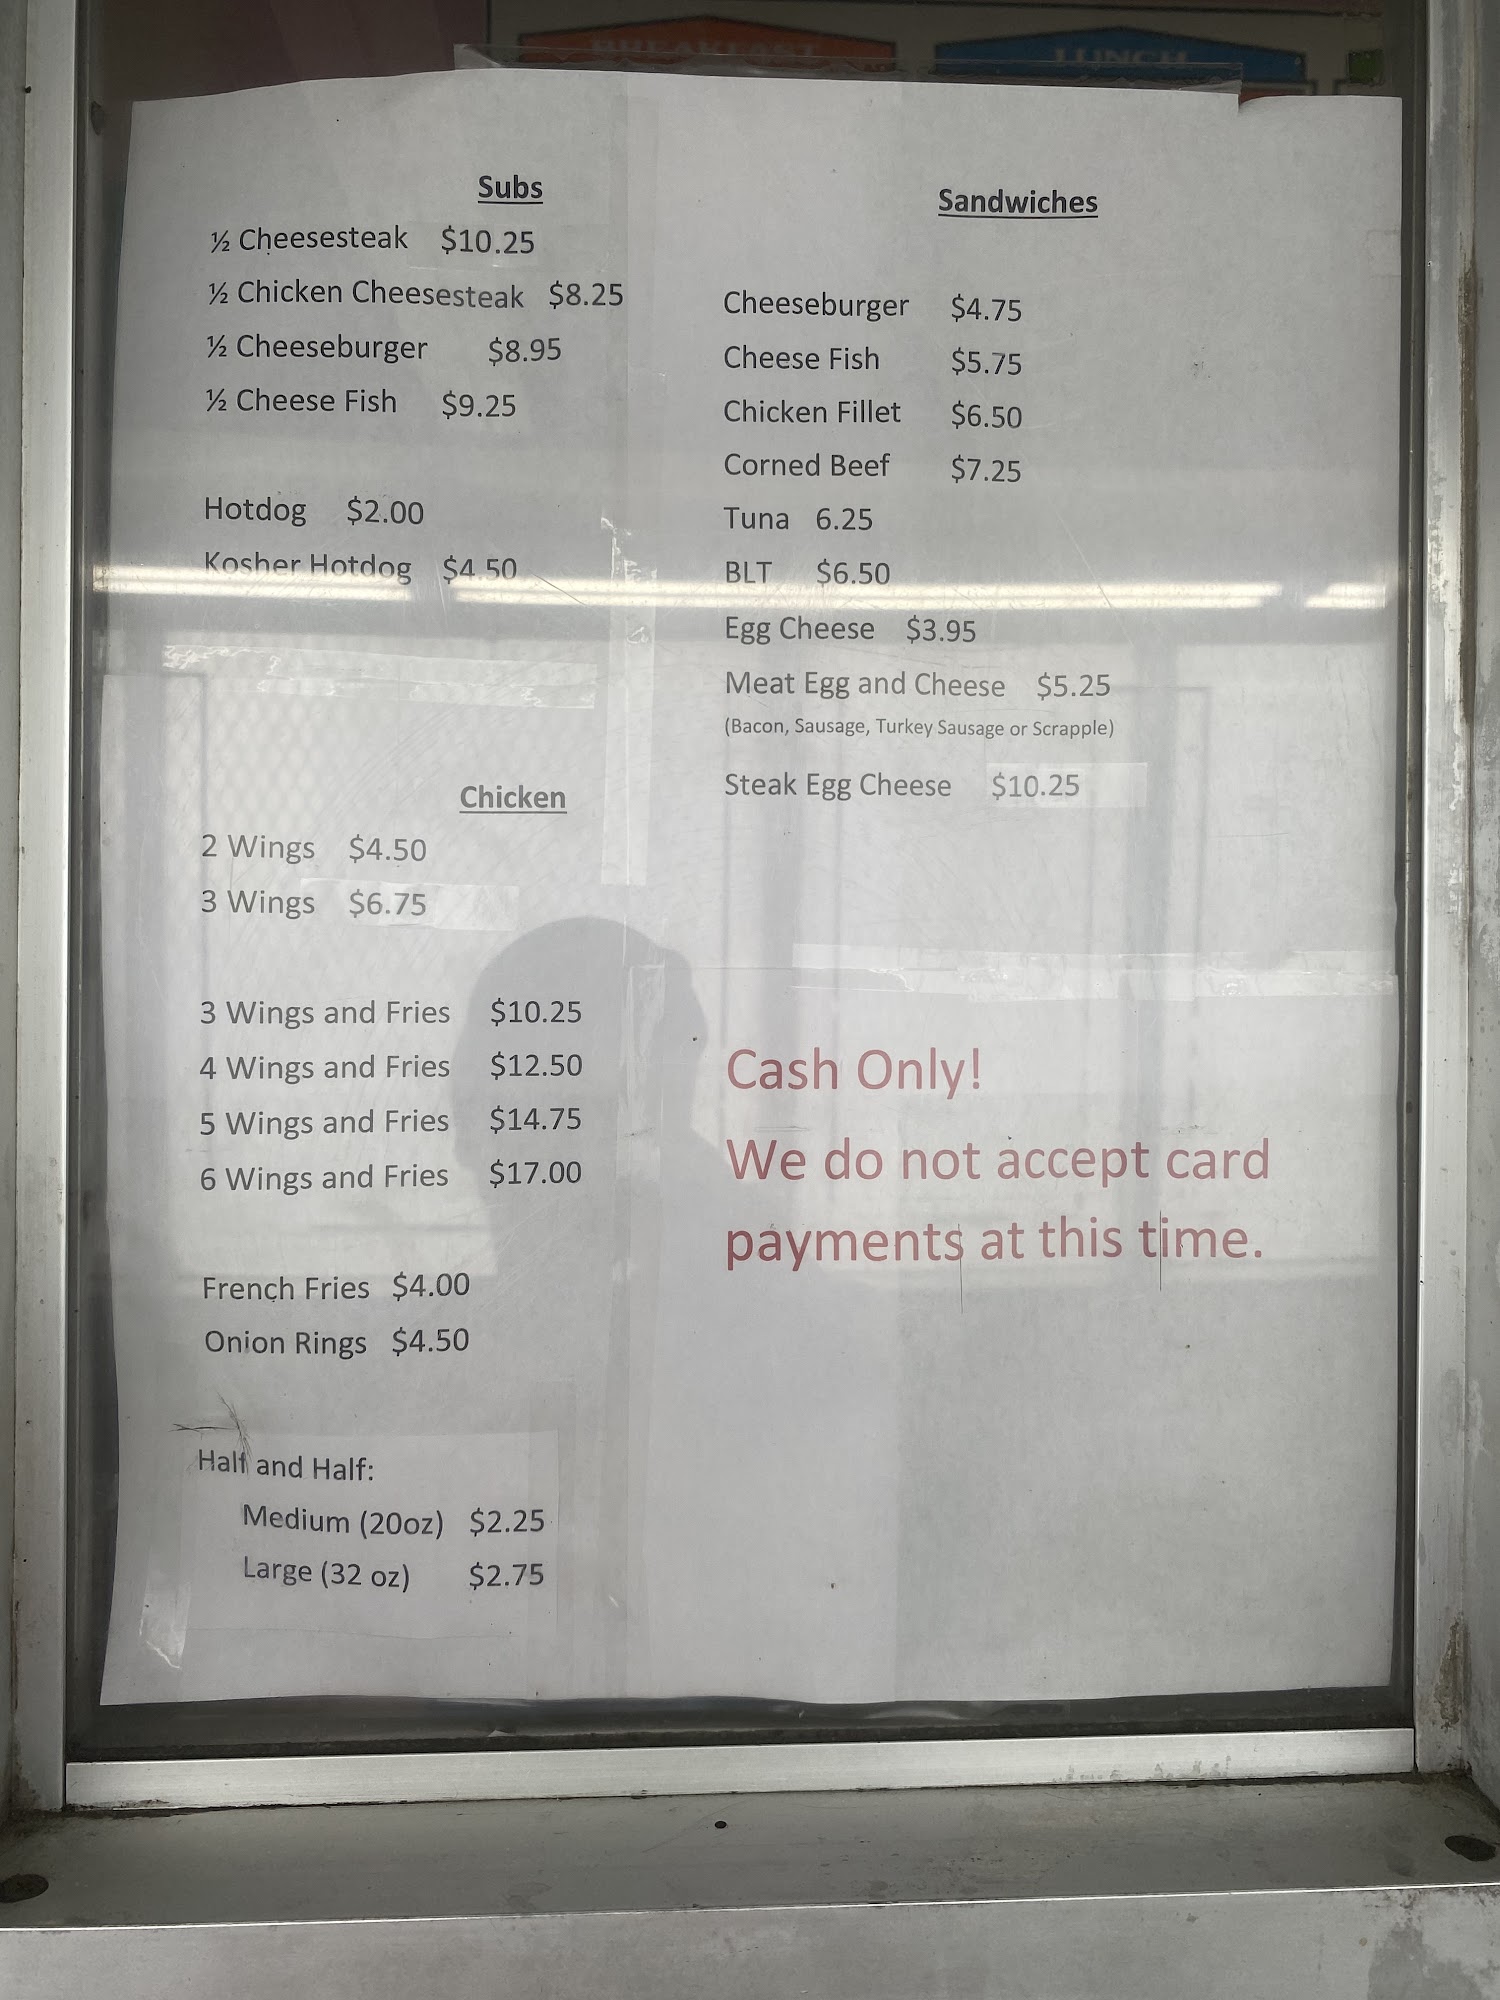 BREAKFAST
LUNCH
Subs
½ Cheesesteak $10.25
½ Chicken Cheesesteak $8.25
½ Cheeseburger $8.95
½ Cheese Fish $9.25
Hotdog $2.00
Kosher Hotdog $4.50
Chicken
2 Wings $4.50
3 Wings $6.75
3 Wings and Fries $10.25
4 Wings and Fries $12.50
5 Wings and Fries $14.75
6 Wings and Fries $17.00
French Fries $4.00
Onion Rings $4.50
Half and Half:
Medium (20oz) $2.25
Large (32 oz) $2.75
Sandwiches
Cheeseburger $4.75
Cheese Fish $5.75
Chicken Fillet $6.50
Corned Beef $7.25
Tuna 6.25
BLT $6.50
Egg Cheese $3.95
Meat Egg and Cheese $5.25
(Bacon, Sausage, Turkey Sausage or Scrapple)
Steak Egg Cheese $10.25
Cash Only!
We do not accept card
payments at this time.